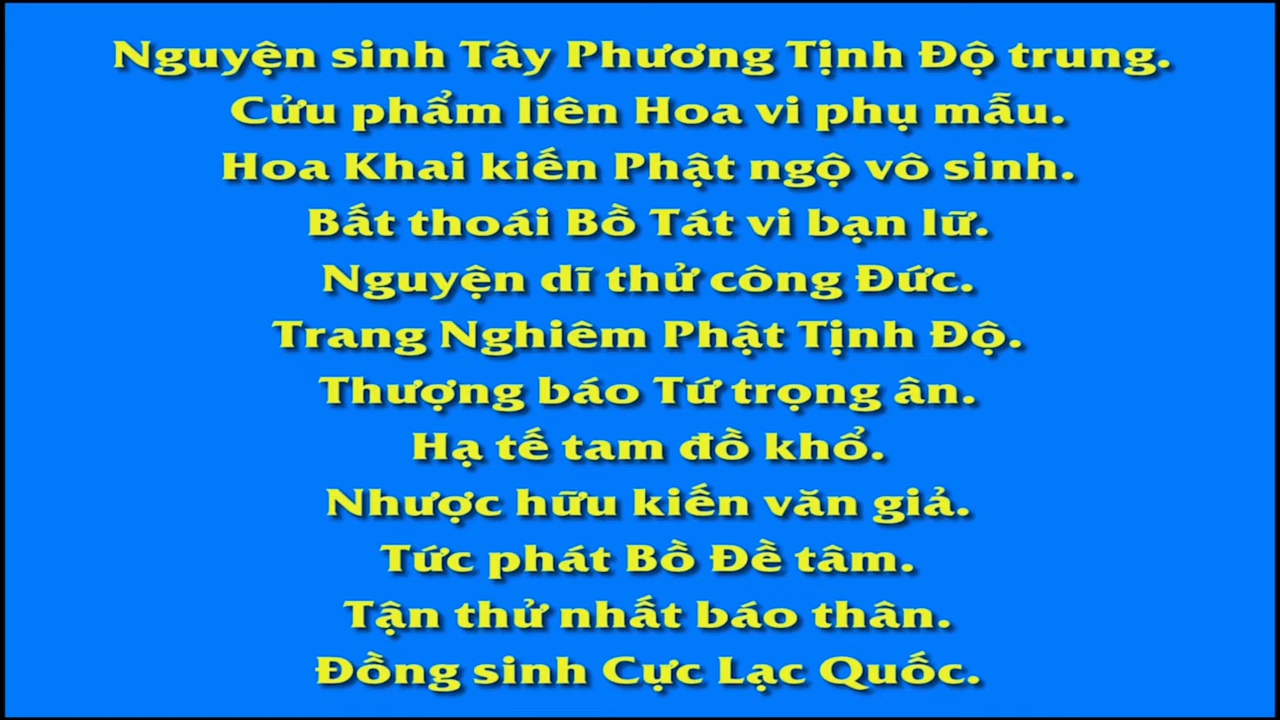 Nguyện sinh Tây Phương Tịnh Độ trung.
Cửu phẩm liên Hoa vi phụ mẫu.
Hoa Khai kiến Phật ngộ vô sinh.
Bất thoái Bồ Tát vi bạn lữ.
Nguyện dĩ thử công Đức.
Trang Nghiêm Phật Tịnh Độ.
Thượng báo Tứ trọng ân.
Hạ tế tam đồ khổ.
Nhược hữu kiến văn giả.
Tức phát Bồ Đề tâm.
Tận thử nhất báo thân.
Đồng sinh Cực Lạc Quốc.